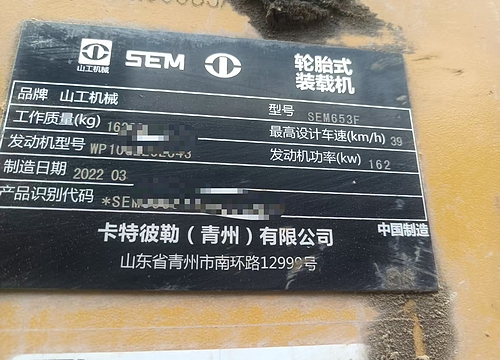 山工机械 SEM 轮胎式
装载机
品牌 山工机械
型号 SEM653F
工作质量(kg)
最高设计车速(km/h) 39
发动机型号
发动机功率(kw) 162
制造日期 2022 03
产品识别代码 *SEM
卡特彼勒(青州)有限公司
中国制造
山东省青州市南环路12999号